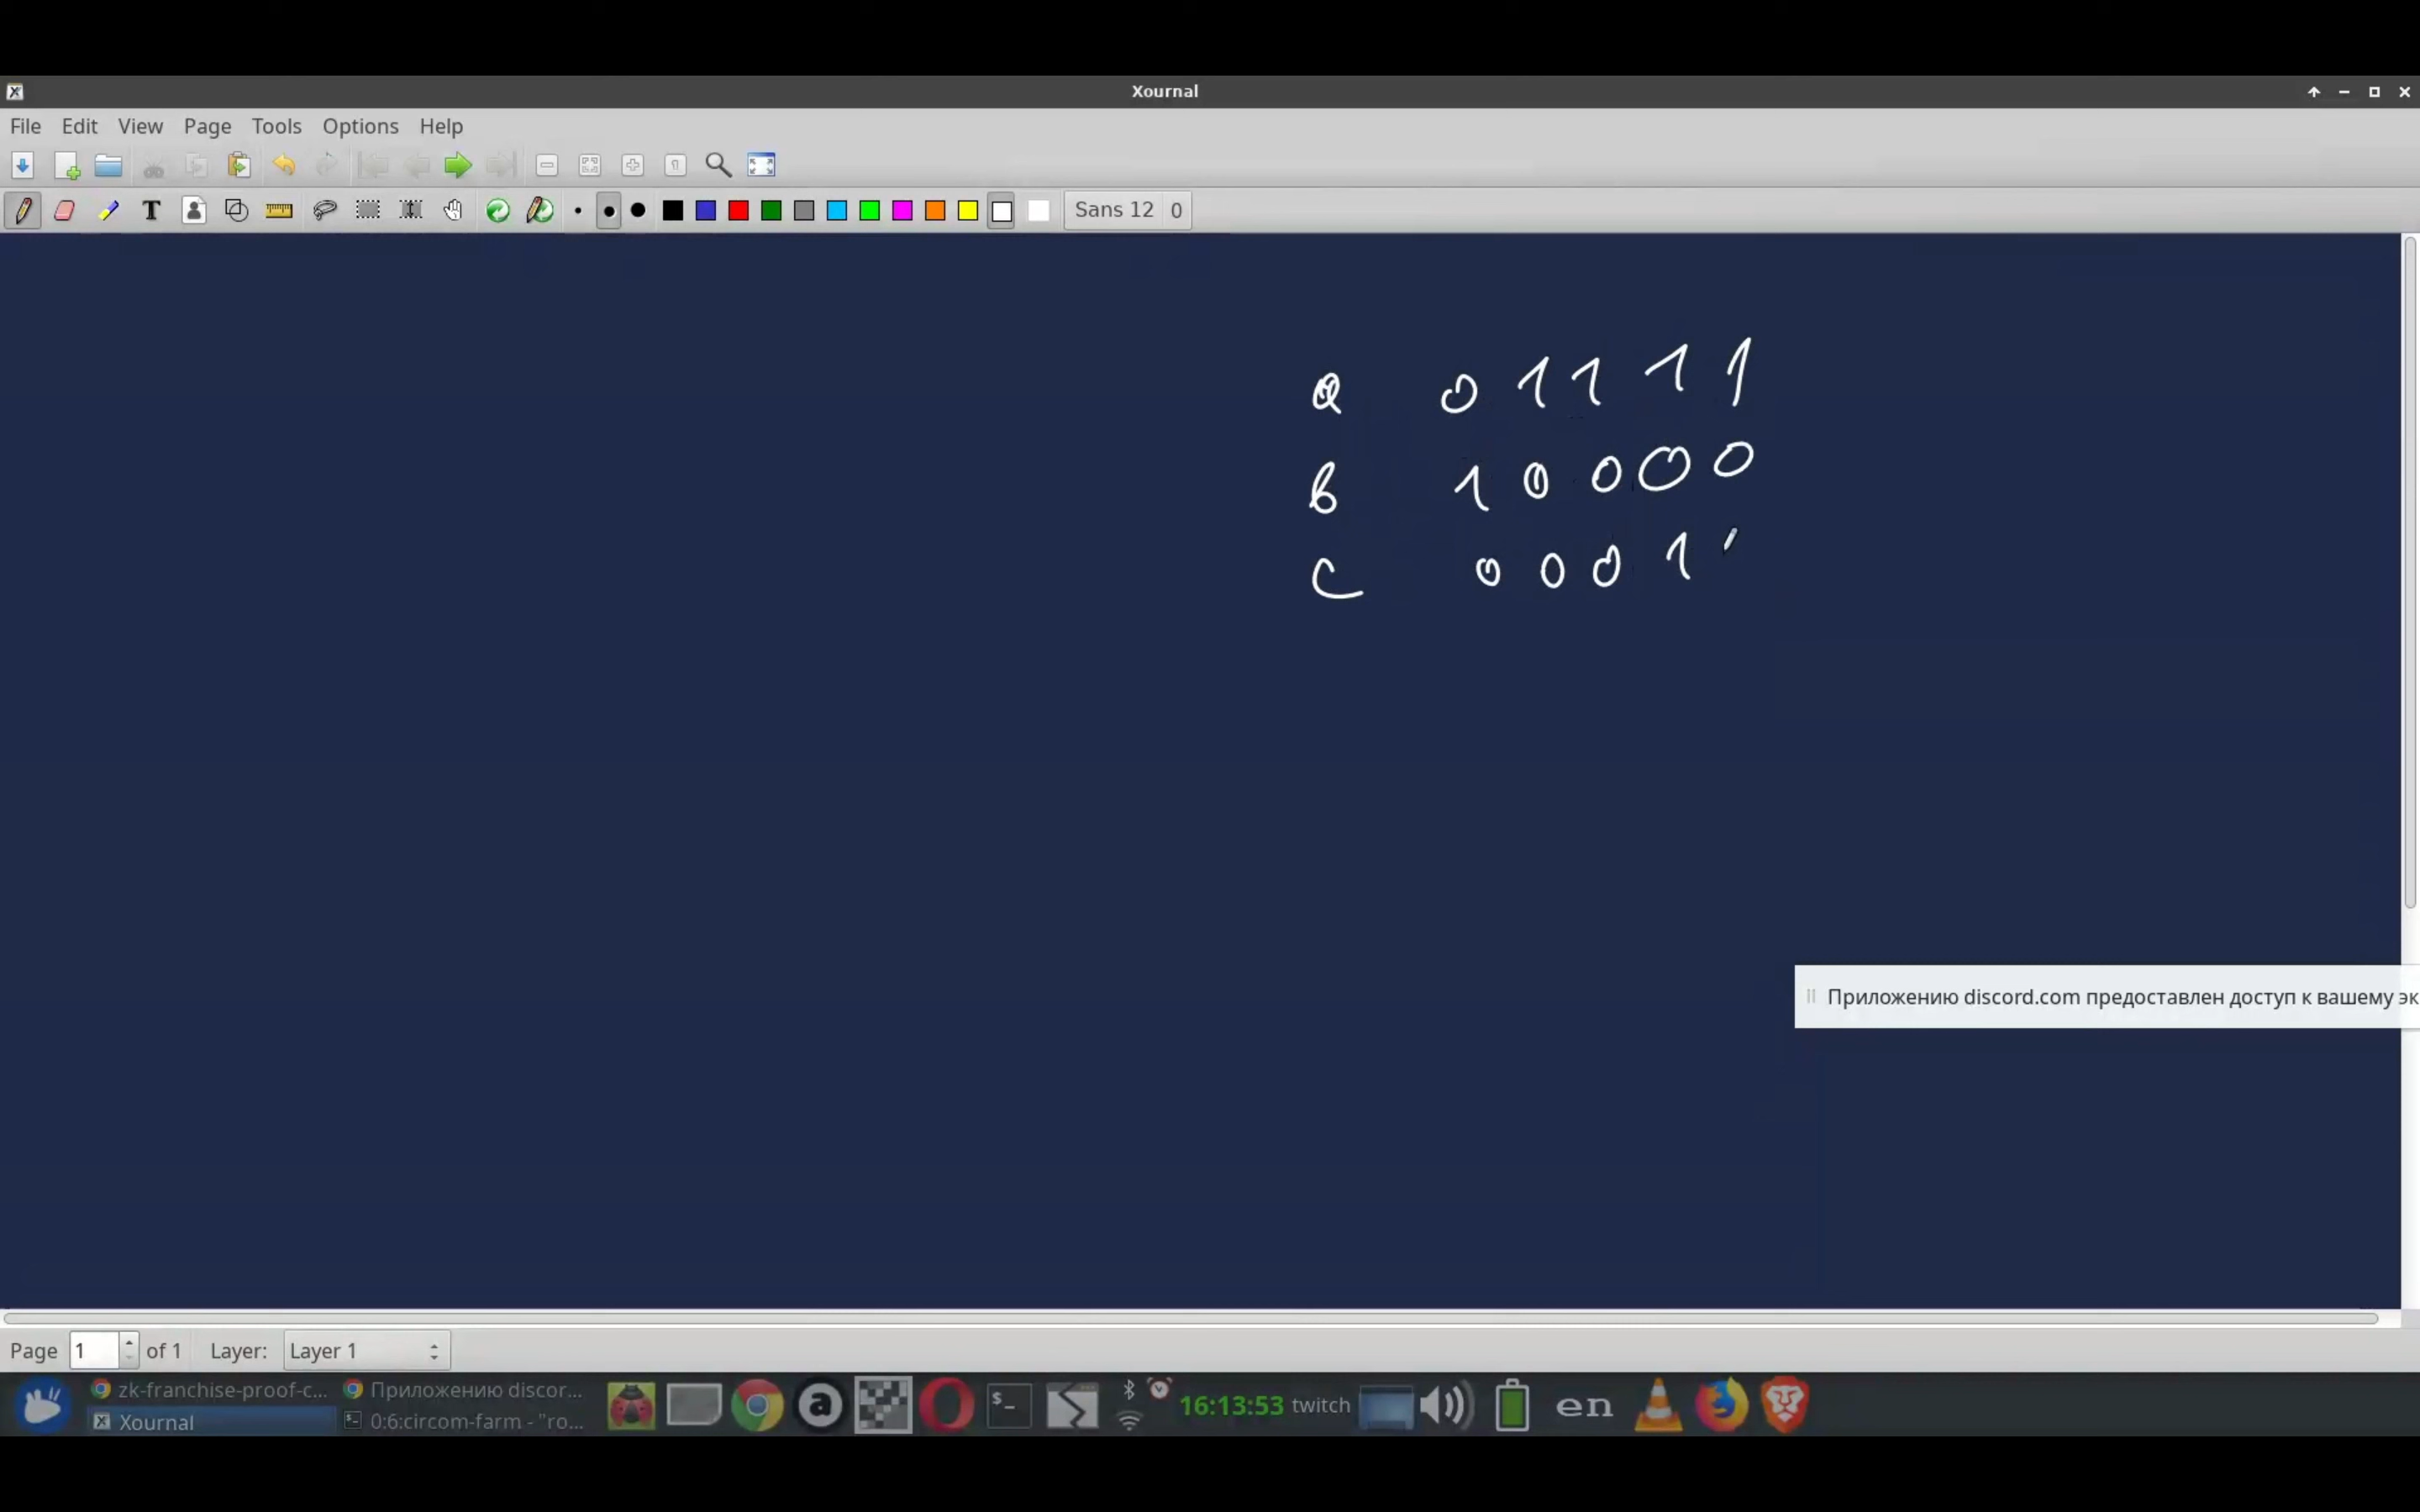 Xournal
File Edit View Page Tools Options Help
Sans 12 0
a 0 1 1 1 1
b 1 0 0 0 0
c 0 0 0 1
Приложению discord.com предоставлен доступ к вашему эк
Page 1 of 1 Layer: Layer 1
zk-franchise-proof-c... Приложению discor...
Xournal 0:6:circom-farm - "ro...
16:13:53 twitch en